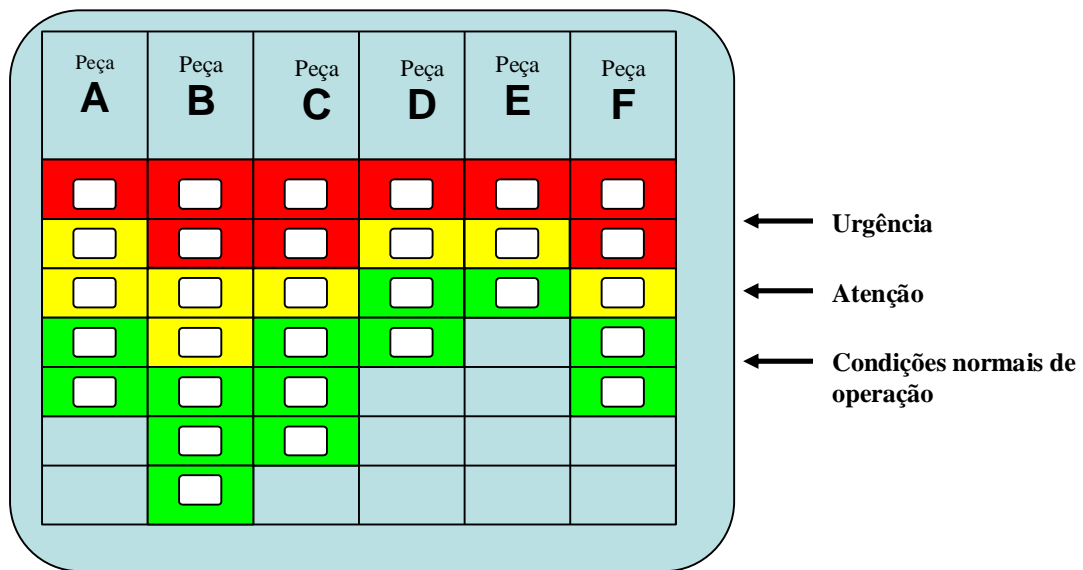 Peça
A
Peça
B
Peça
C
Peça
D
Peça
E
Peça
F
Urgência
Atenção
Condições normais de
operação